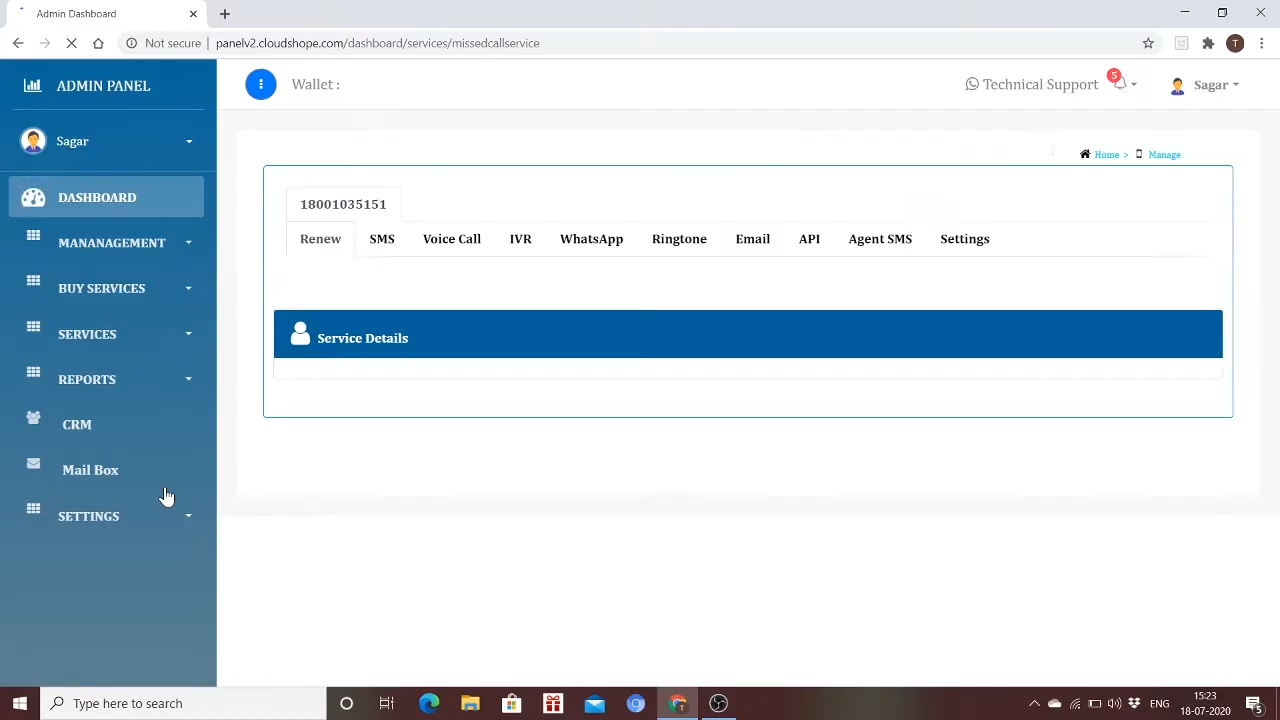 Admin Dashboard
Not secure | panelv2.cloudshope.com/dashboard/services/missedcallservice
ADMIN PANEL
Wallet :
Technical Support
5
Sagar
Sagar
Home >
Manage
DASHBOARD
18001035151
MANANAGEMENT
Renew SMS Voice Call IVR WhatsApp Ringtone Email API Agent SMS Settings
BUY SERVICES
SERVICES
Service Details
REPORTS
CRM
Mail Box
SETTINGS
Type here to search
ENG
15:23
18-07-2020
5
T